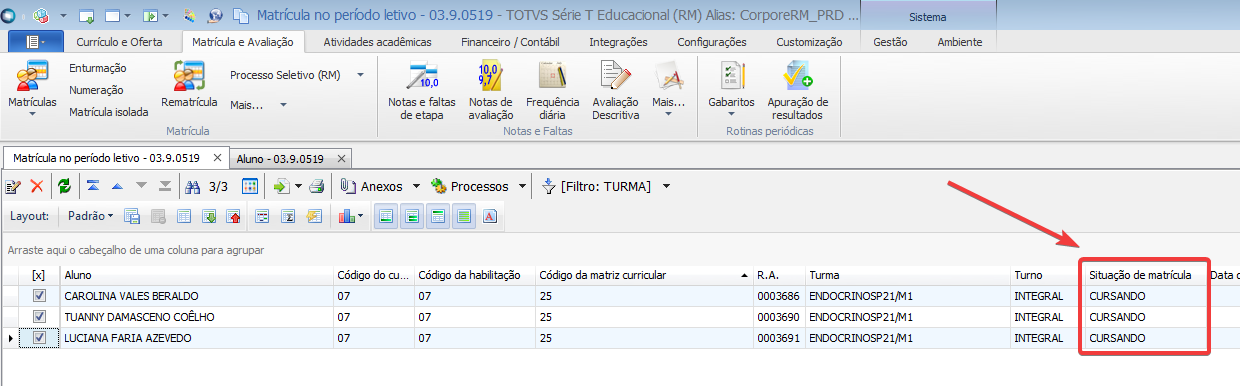 Matrícula no período letivo - 03.9.0519 - TOTVS Série T Educacional (RM) Alias: CorporeRM_PRD ...
Sistema
Currículo e Oferta Matrícula e Avaliação Atividades acadêmicas Financeiro / Contábil Integrações Configurações Customização Gestão Ambiente
Matrículas
Enturmação
Numeração
Matrícula isolada
Rematrícula
Processo Seletivo (RM)
Mais...
Matrícula
Notas e faltas
de etapa
Notas de
avaliação
Frequência
diária
Avaliação
Descritiva
Mais...
Notas e Faltas
Gabaritos
Apuração de
resultados
Rotinas periódicas
Matrícula no período letivo - 03.9.0519 Aluno - 03.9.0519
3/3 Anexos Processos [Filtro: TURMA]
Layout: Padrão
Arraste aqui o cabeçalho de uma coluna para agrupar
[x] Aluno Código do cu... Código da habilitação Código da matriz curricular R.A. Turma Turno Situação de matrícula Data d
CAROLINA VALES BERALDO 07 07 25 0003686 ENDOCRINOSP21/M1 INTEGRAL CURSANDO
TUANNY DAMASCENO COÊLHO 07 07 25 0003690 ENDOCRINOSP21/M1 INTEGRAL CURSANDO
LUCIANA FARIA AZEVEDO 07 07 25 0003691 ENDOCRINOSP21/M1 INTEGRAL CURSANDO